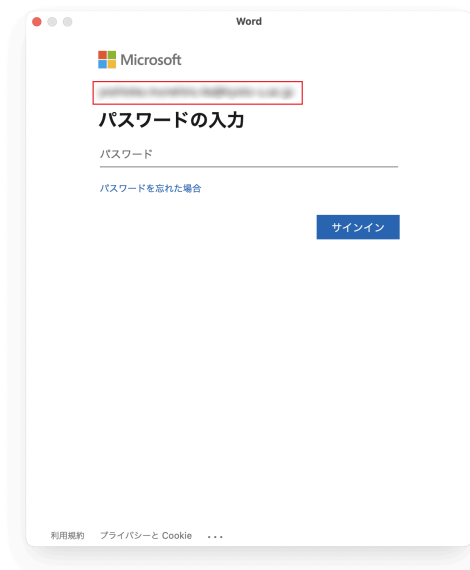 Word
Microsoft
パスワードの入力
パスワード
パスワードを忘れた場合
サインイン
利用規約 プライバシーと Cookie ...